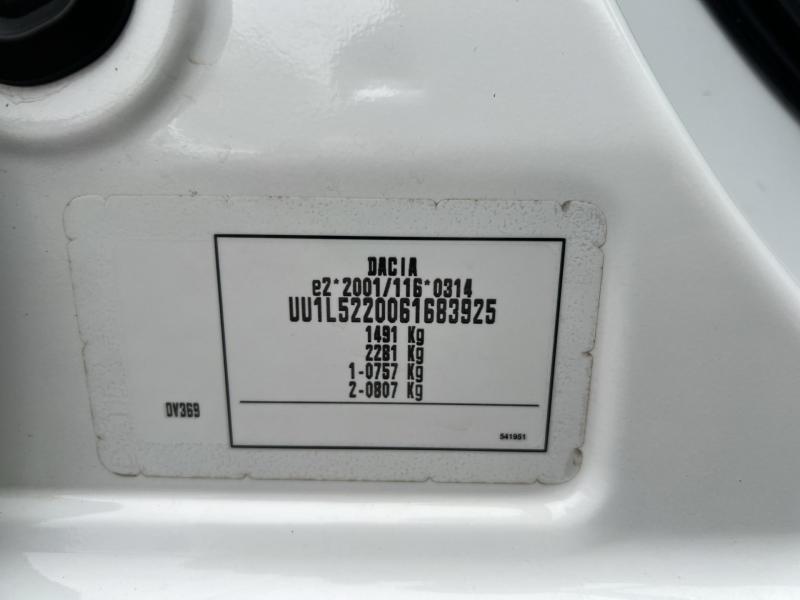 DACIA
e2*2001/116*0314
UU1L5220061683925
1491 Kg
2281 Kg
1-0757 Kg
2-0807 Kg
DV369
541951